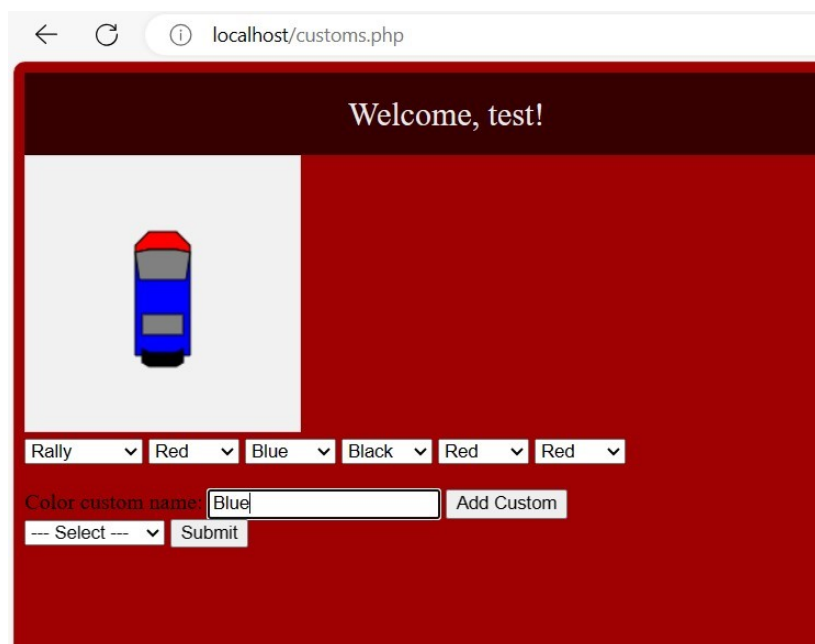 localhost/customs.php
Welcome, test!
Rally Red Blue Black Red Red
Color custom name: Blue Add Custom
--- Select --- Submit